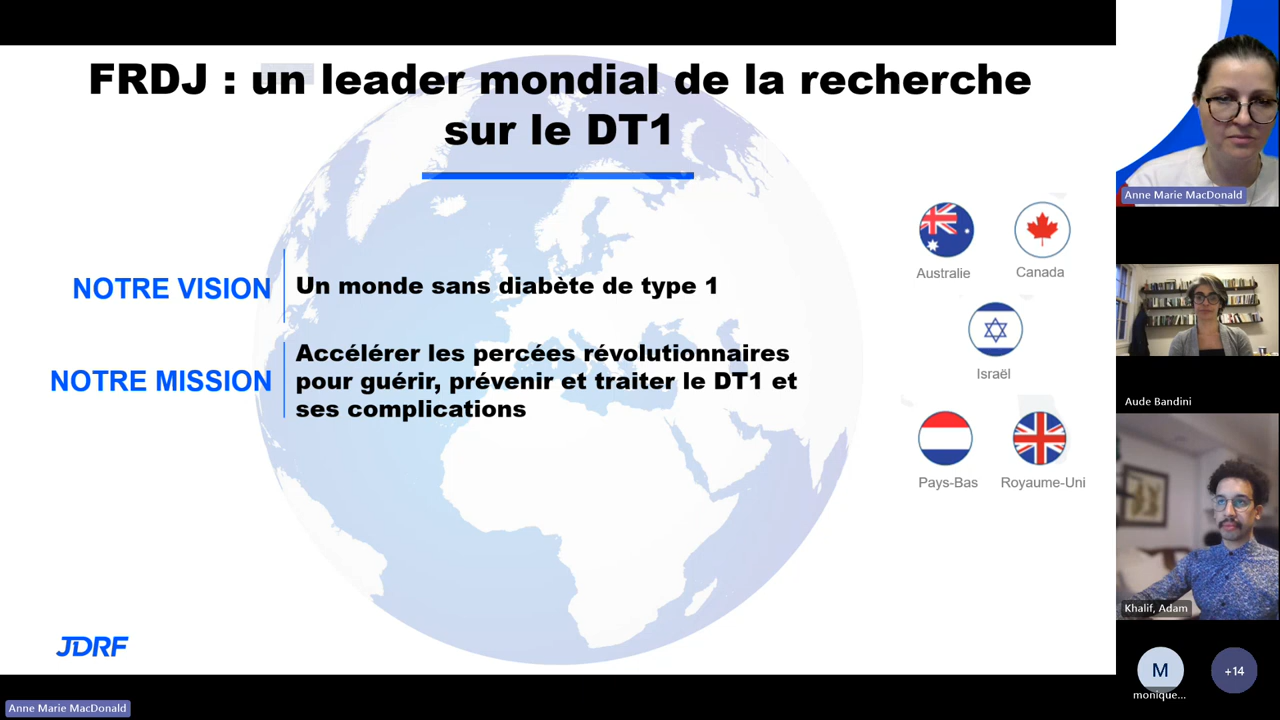 FRDJ : un leader mondial de la recherche
sur le DT1
NOTRE VISION
Un monde sans diabète de type 1
NOTRE MISSION
Accélérer les percées révolutionnaires
pour guérir, prévenir et traiter le DT1 et
ses complications
Australie
Canada
Israël
Pays-Bas
Royaume-Uni
JDRF
Anne Marie MacDonald
Anne Marie MacDonald
Aude Bandini
Khalif, Adam
M
monique...
+14